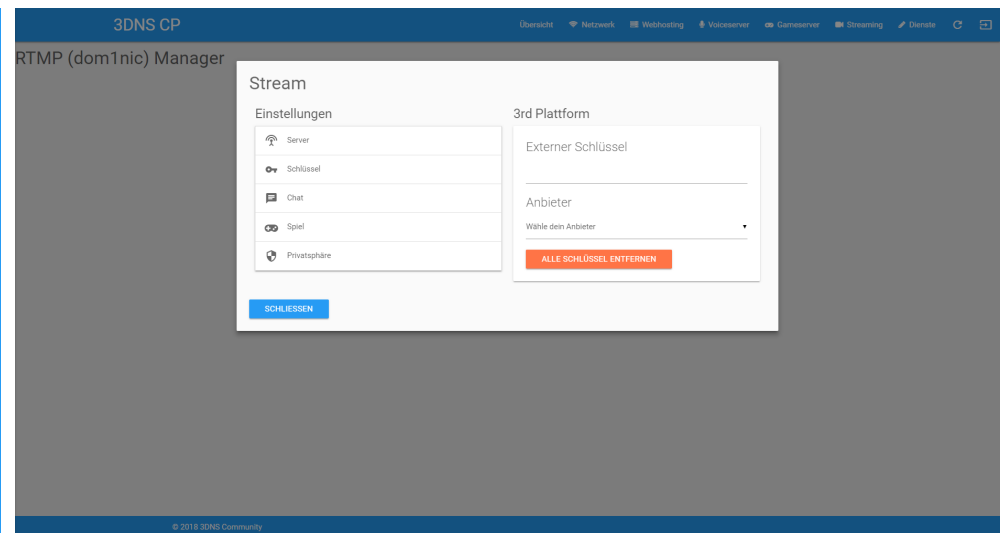 3DNS CP
Übersicht Netzwerk Webhosting Voiceserver Gameserver Streaming Dienste
RTMP (dom1nic) Manager
Stream
Einstellungen
Server
Schlüssel
Chat
Spiel
Privatsphäre
3rd Plattform
Externer Schlüssel
Anbieter
Wähle dein Anbieter
ALLE SCHLÜSSEL ENTFERNEN
SCHLIESSEN
© 2018 3DNS Community